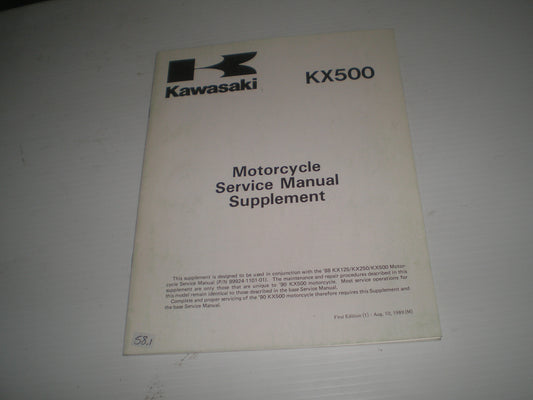 Kawasaki
KX500
Motorcycle
Service Manual
Supplement
This supplement is designed to be used in conjunction with the '88 KX125/KX250/KX500 Motor-
cycle Service Manual (P/N 99924-1101-01). The maintenance and repair procedures described in this
supplement are only those that are unique to '90 KX500 motorcycle. Most service operations for
this model remain identical to those described in the base Service Manual.
Complete and proper servicing of the '90 KX500 motorcycle therefore requires this Supplement and
the base Service Manual.
First Edition (1) : Aug. 10, 1989 (M)
58.1